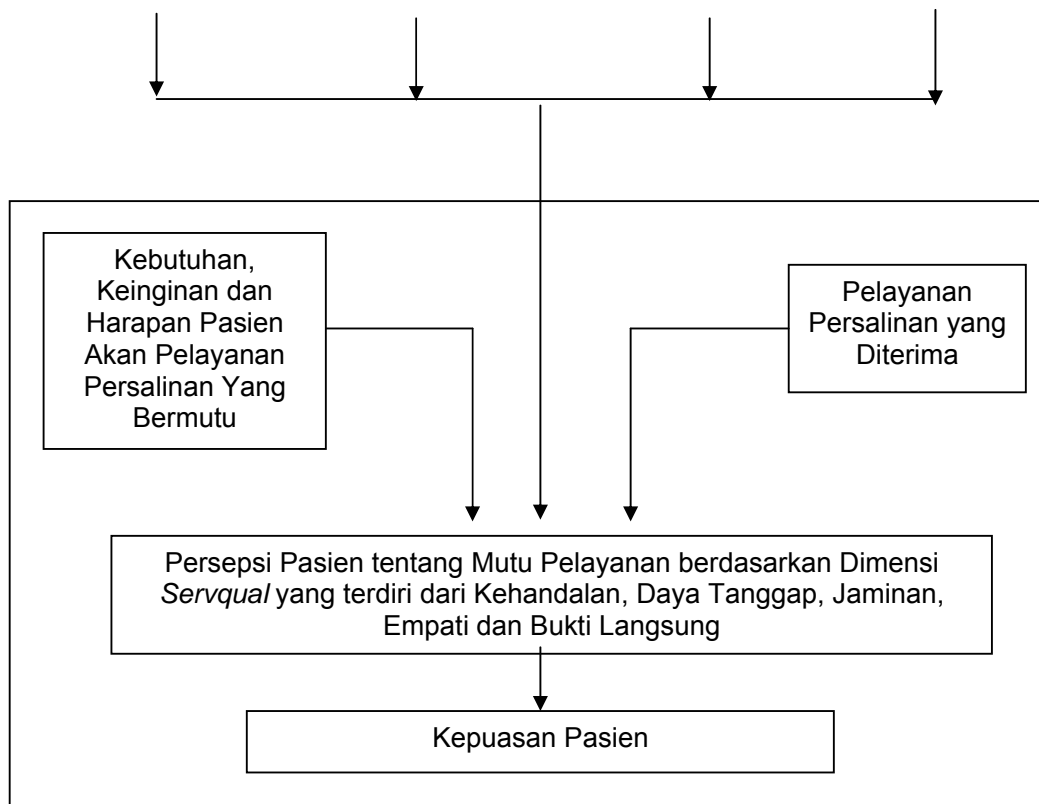 Kebutuhan,
Keinginan dan
Harapan Pasien
Akan Pelayanan
Persalinan Yang
Bermutu
Pelayanan
Persalinan yang
Diterima
Persepsi Pasien tentang Mutu Pelayanan berdasarkan Dimensi
Servqual yang terdiri dari Kehandalan, Daya Tanggap, Jaminan,
Empati dan Bukti Langsung
Kepuasan Pasien